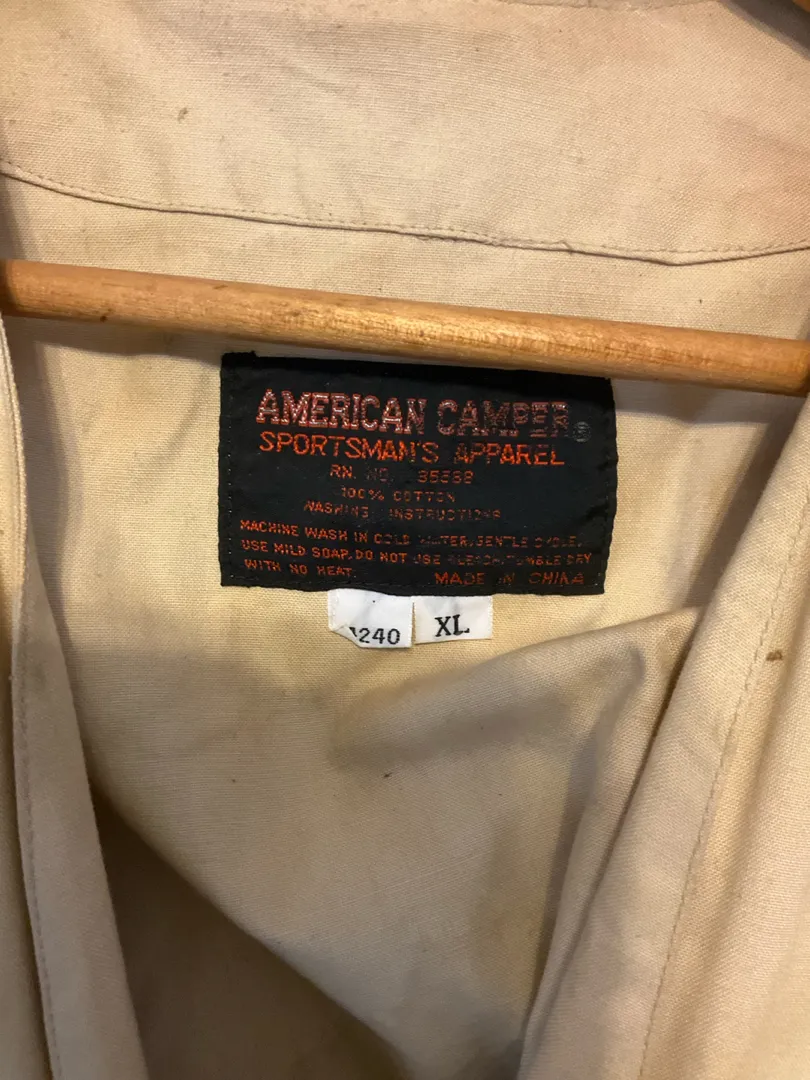 AMERICAN CAMPER®
SPORTSMAN'S APPAREL
RN. NO.
100% COTTON
WASHING INSTRUCTIONS
MACHINE WASH IN COLD WATER, GENTLE CYCLE.
USE MILD SOAP, DO NOT USE BLEACH, TUMBLE DRY
WITH NO HEAT
MADE IN CHINA
240 XL